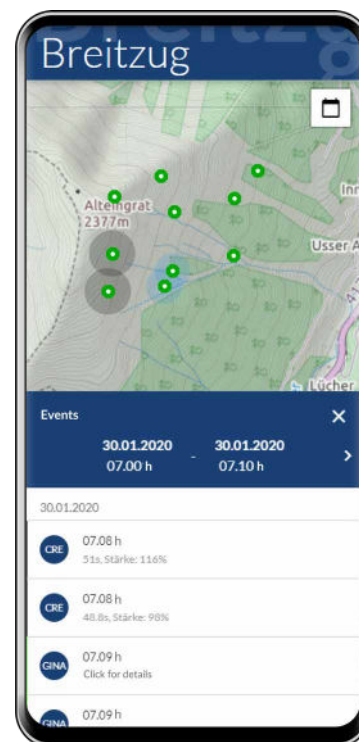 Breitzug
Alteingrat
2377m
Inn
Usser A
Lücher
Events
30.01.2020 - 30.01.2020
07.00 h 07.10 h
30.01.2020
CRE 07.08 h
51s, Stärke: 116%
CRE 07.08 h
48.8s, Stärke: 98%
GINA 07.09 h
Click for details
GINA 07.09 h